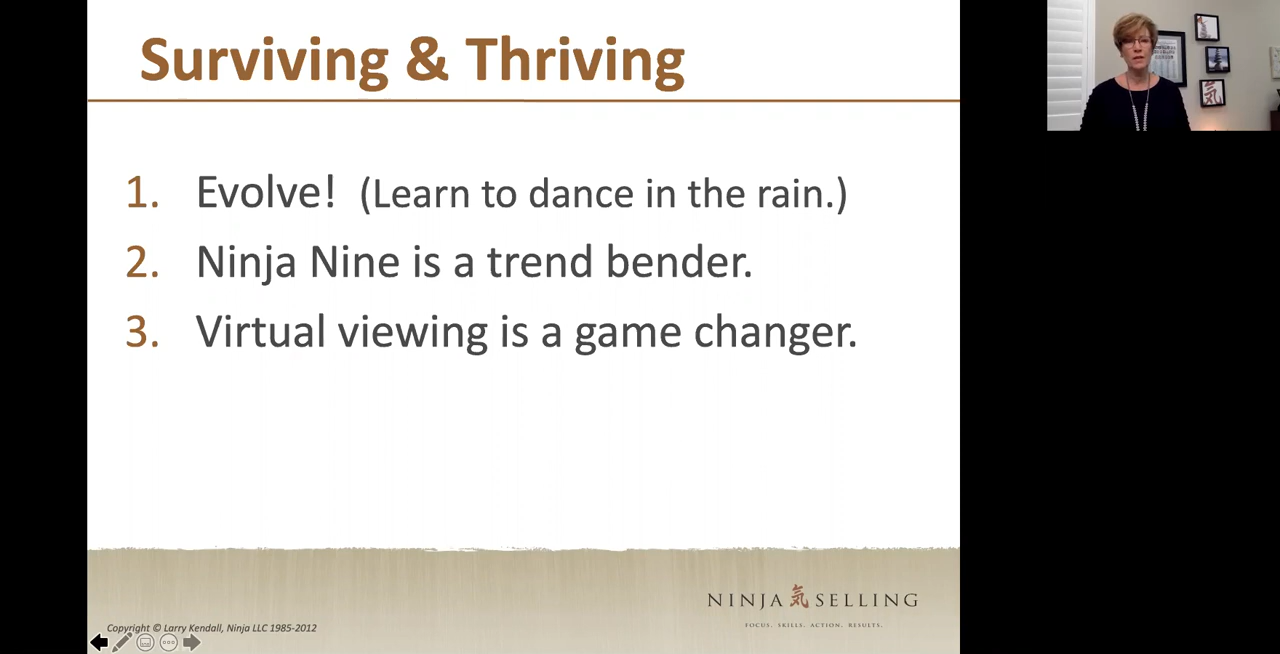 Surviving & Thriving
1. Evolve! (Learn to dance in the rain.)
2. Ninja Nine is a trend bender.
3. Virtual viewing is a game changer.
NINJA 気 SELLING
FOCUS. SKILLS. ACTION. RESULTS.
Copyright © Larry Kendall, Ninja LLC 1985-2012
気